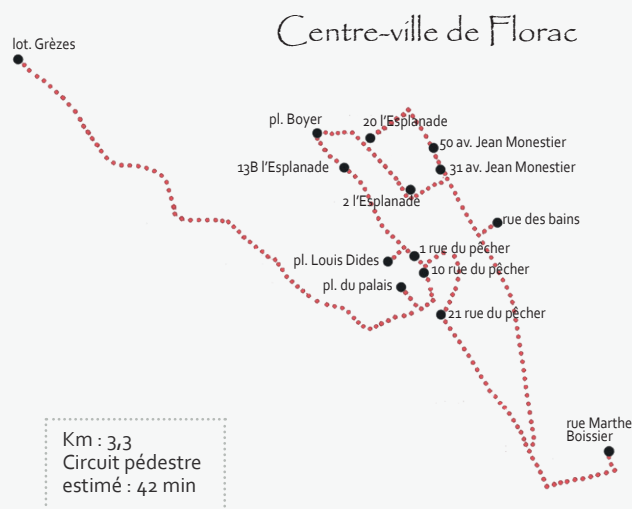 Centre-ville de Florac
lot. Grèzes
pl. Boyer
20 l'Esplanade
50 av. Jean Monestier
13B l'Esplanade
31 av. Jean Monestier
2 l'Esplanade
rue des bains
1 rue du pêcher
pl. Louis Dides
10 rue du pêcher
pl. du palais
21 rue du pêcher
rue Marthe
Boissier
Km : 3,3
Circuit pédestre
estimé : 42 min